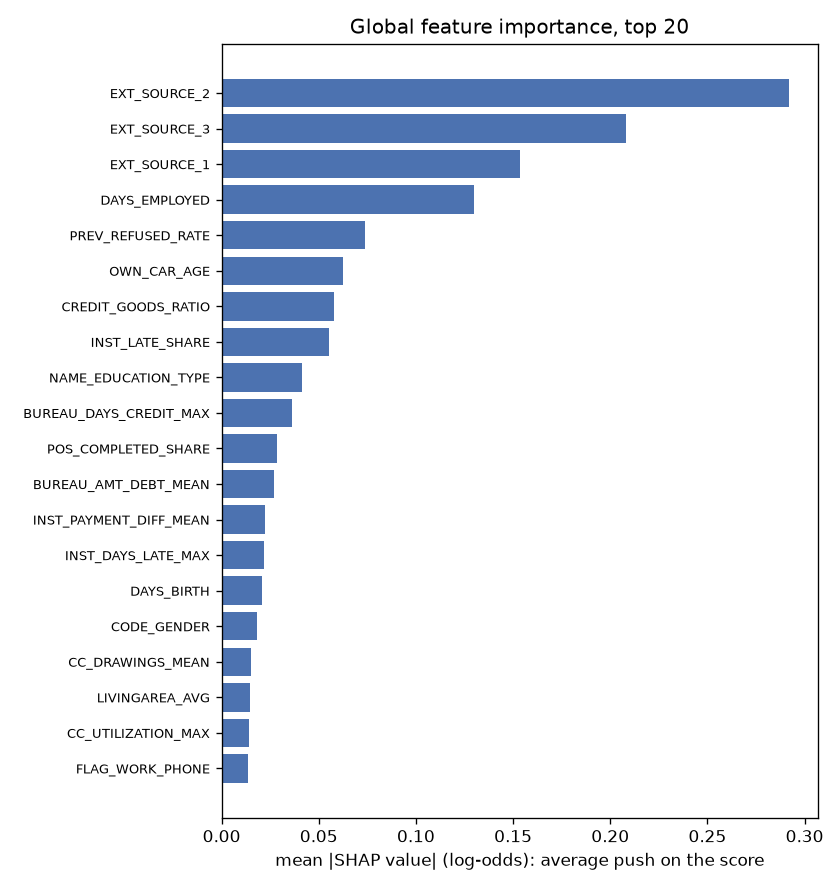 Global feature importance, top 20
EXT_SOURCE_2
EXT_SOURCE_3
EXT_SOURCE_1
DAYS_EMPLOYED
PREV_REFUSED_RATE
OWN_CAR_AGE
CREDIT_GOODS_RATIO
INST_LATE_SHARE
NAME_EDUCATION_TYPE
BUREAU_DAYS_CREDIT_MAX
POS_COMPLETED_SHARE
BUREAU_AMT_DEBT_MEAN
INST_PAYMENT_DIFF_MEAN
INST_DAYS_LATE_MAX
DAYS_BIRTH
CODE_GENDER
CC_DRAWINGS_MEAN
LIVINGAREA_AVG
CC_UTILIZATION_MAX
FLAG_WORK_PHONE
0.00 0.05 0.10 0.15 0.20 0.25 0.30
mean |SHAP value| (log-odds): average push on the score